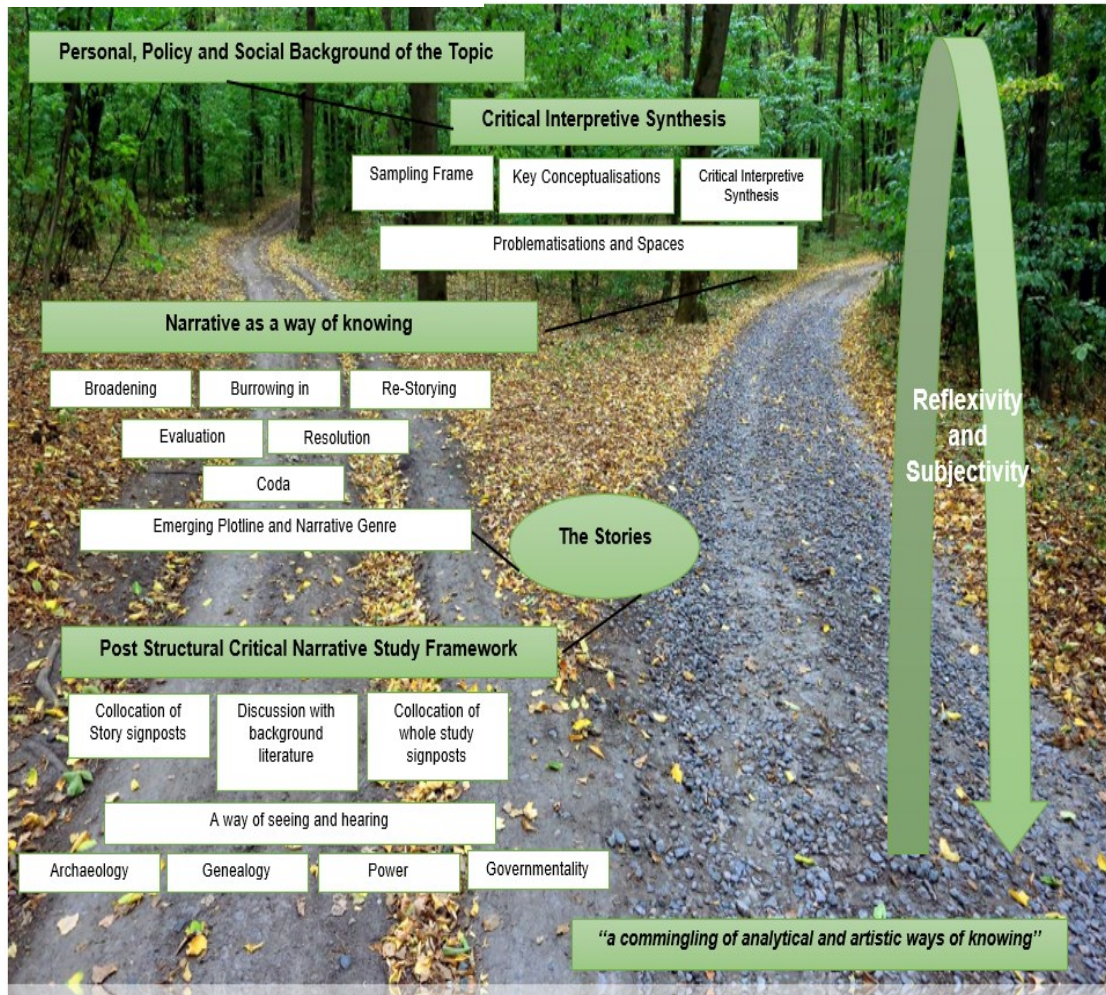 Personal, Policy and Social Background of the Topic
Critical Interpretive Synthesis
Sampling Frame
Key Conceptualisations
Critical Interpretive
Synthesis
Problematisations and Spaces
Narrative as a way of knowing
Broadening
Burrowing in
Re-Storying
Evaluation
Resolution
Coda
Emerging Plotline and Narrative Genre
The Stories
Reflexivity
and
Subjectivity
Post Structural Critical Narrative Study Framework
Collocation of
Story signposts
Discussion with
background
literature
Collocation of
whole study
signposts
A way of seeing and hearing
Archaeology
Genealogy
Power
Governmentality
“a commingling of analytical and artistic ways of knowing”